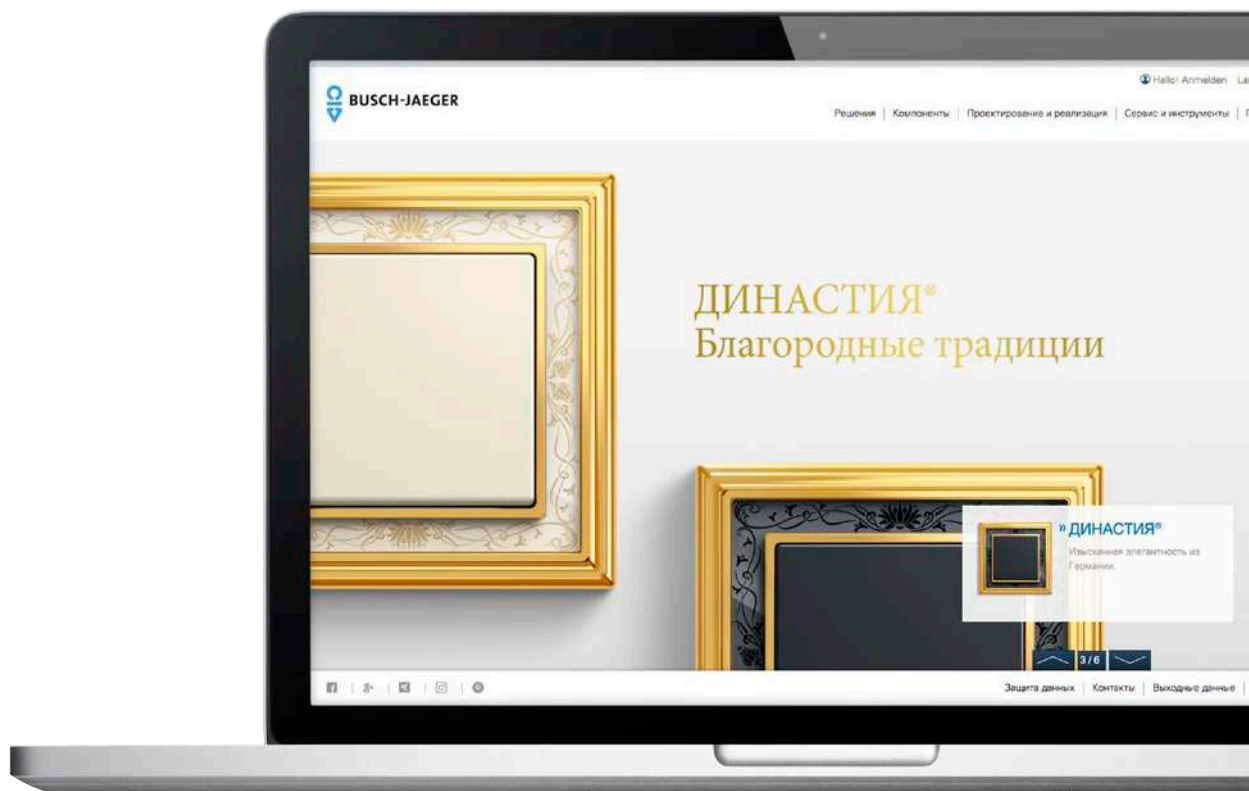 Hallo! Anmelden
BUSCH-JAEGER
Решения | Компоненты | Проектирование и реализация | Сервис и инструменты
ДИНАСТИЯ®
Благородные традиции
» ДИНАСТИЯ®
Изысканная элегантность из
Германии.
3/6
Защита данных | Контакты | Выходные данные